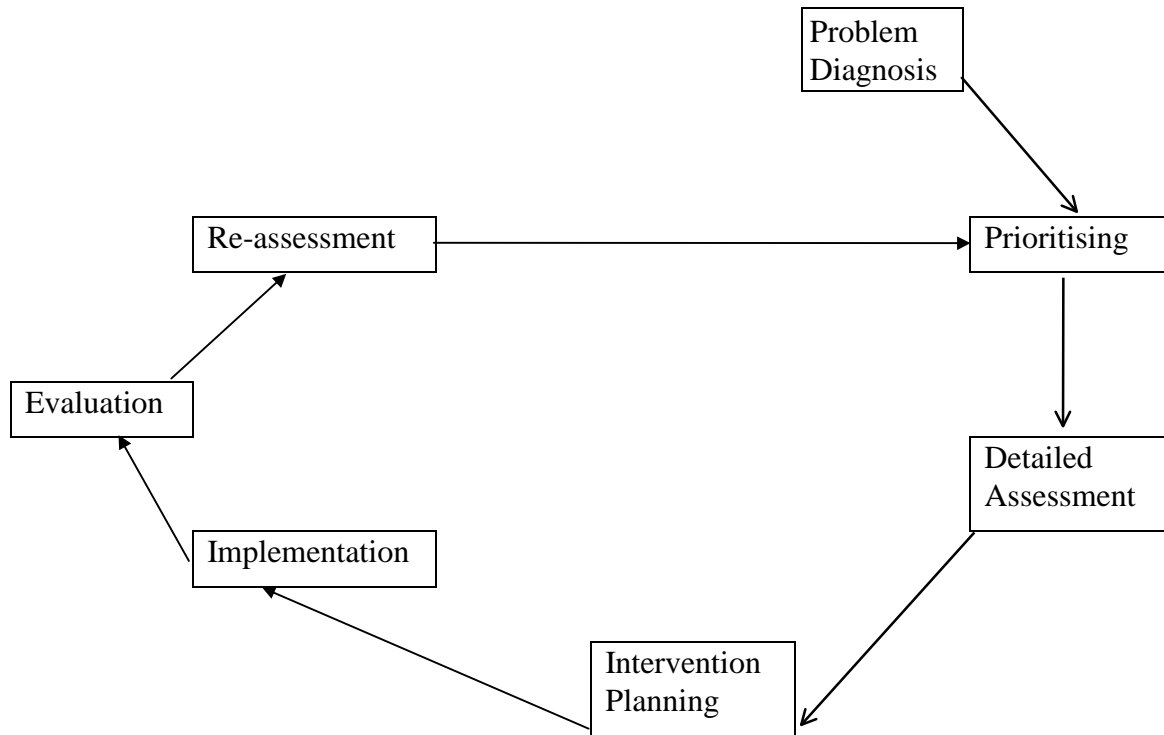 Problem
Diagnosis
Re-assessment
Prioritising
Evaluation
Detailed
Assessment
Implementation
Intervention
Planning